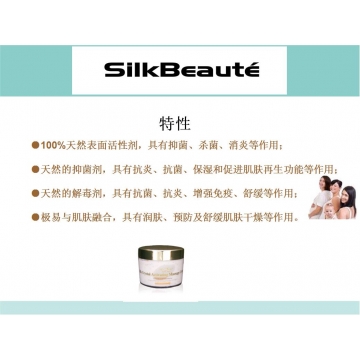 SilkBeauté
特性
●100%天然表面活性剂，具有抑菌、杀菌、消炎等作用；
●天然的抑菌剂，具有抗炎、抗菌、保湿和促进肌肤再生功能等作用；
●天然的解毒剂，具有抗菌、抗炎、增强免疫、舒缓等作用；
●极易与肌肤融合，具有润肤、预防及舒缓肌肤干燥等作用。